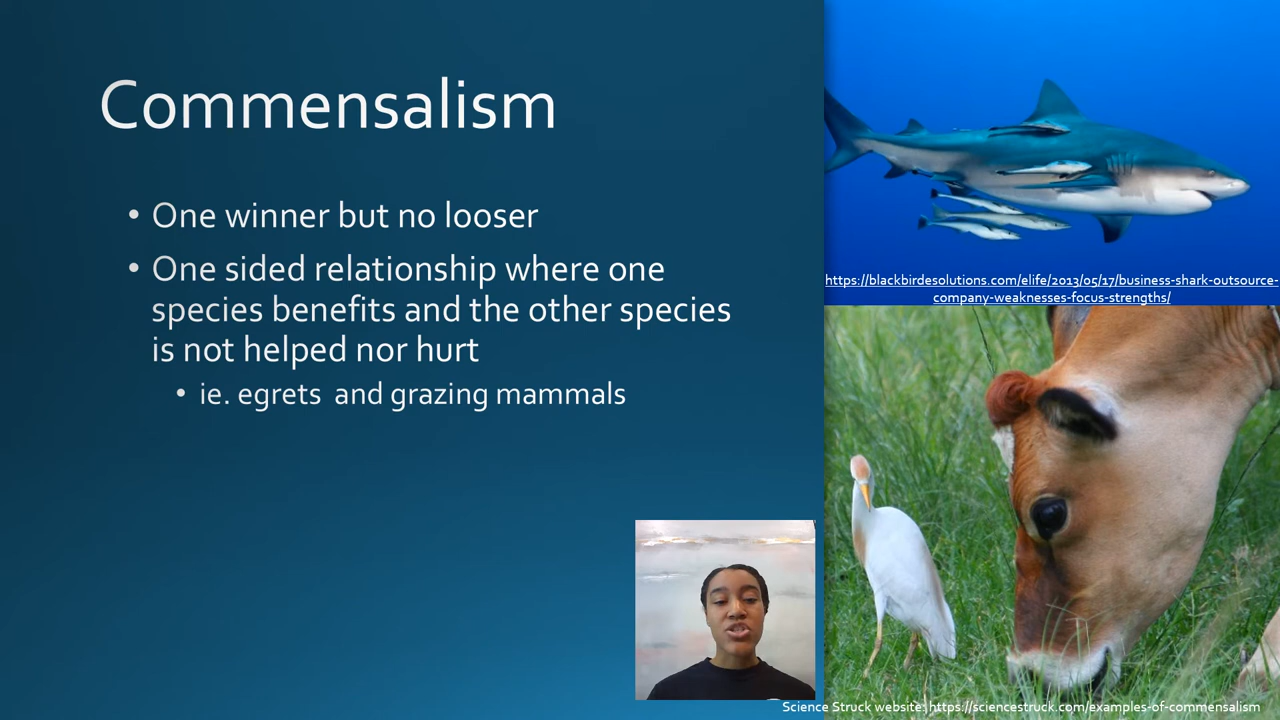 Commensalism
• One winner but no looser
• One sided relationship where one
species benefits and the other species
is not helped nor hurt
• ie. egrets  and grazing mammals
https://blackbirdesolutions.com/elife/2013/05/17/business-shark-outsource-
company-weaknesses-focus-strengths/
Science Struck website: https://sciencestruck.com/examples-of-commensalism